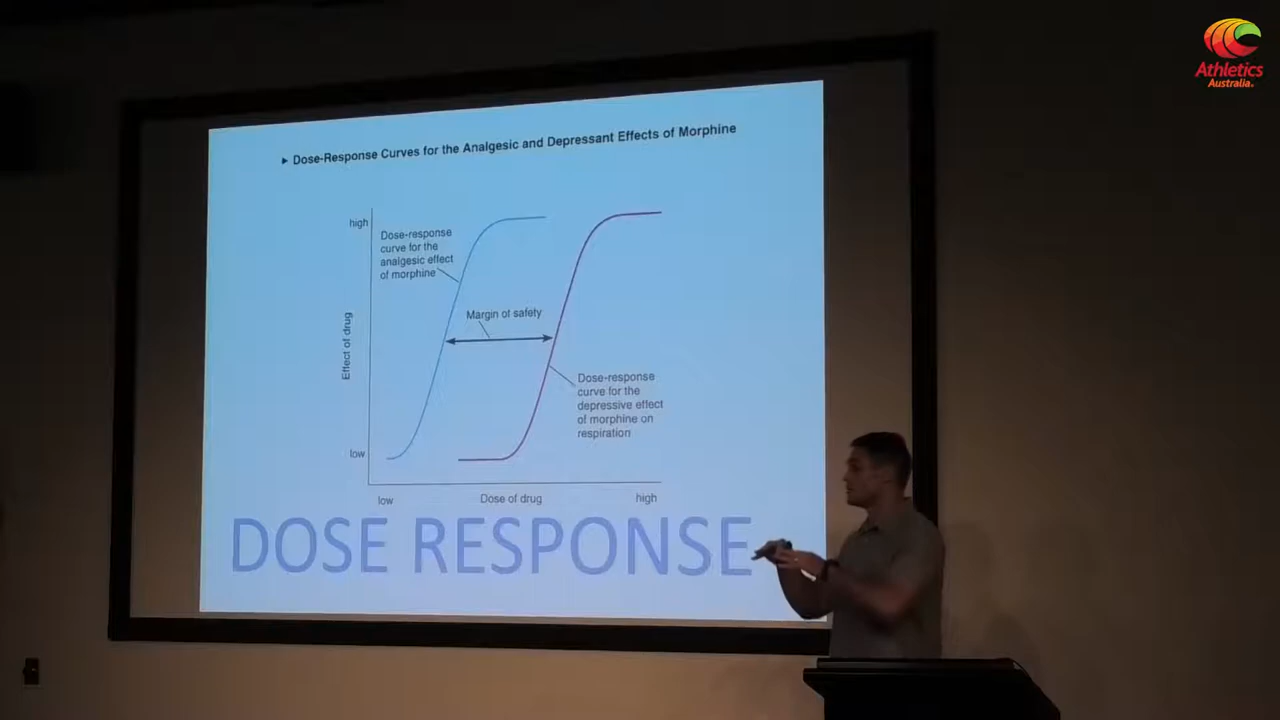 Athletics
Australia
► Dose-Response Curves for the Analgesic and Depressant Effects of Morphine
high
Dose-response
curve for the
analgesic effect
of morphine
Margin of safety
Effect of drug
Dose-response
curve for the
depressive effect
of morphine on
respiration
low
low
Dose of drug
high
DOSE RESPONSE